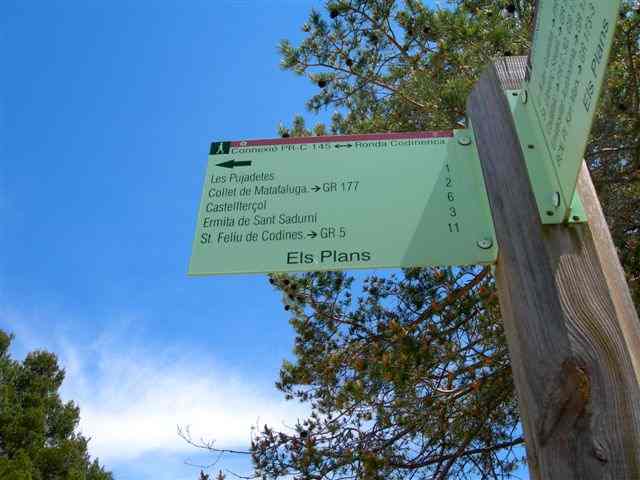 Connexió PR-C 145 ↔ Ronda Codinenca
Les Pujadetes 1
Collet de Matafaluga. → GR 177 2
Castellterçol 6
Ermita de Sant Sadurní 3
St. Feliu de Codines. → GR 5 11
Els Plans
Els Plans